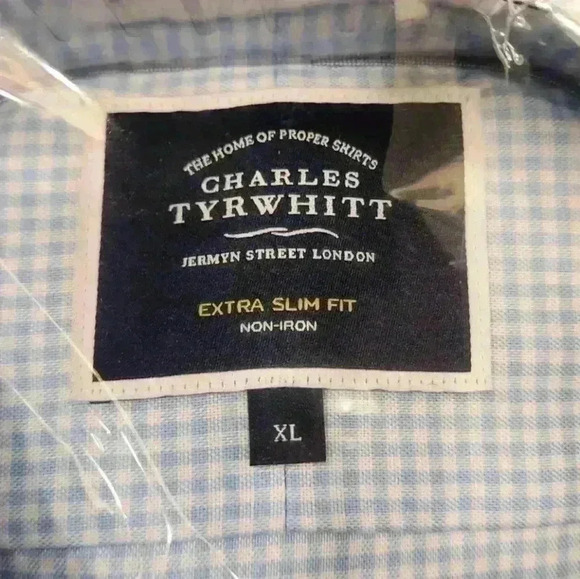 THE HOME OF PROPER SHIRTS
CHARLES
TYRWHITT
JERMYN STREET LONDON
EXTRA SLIM FIT
NON-IRON
XL